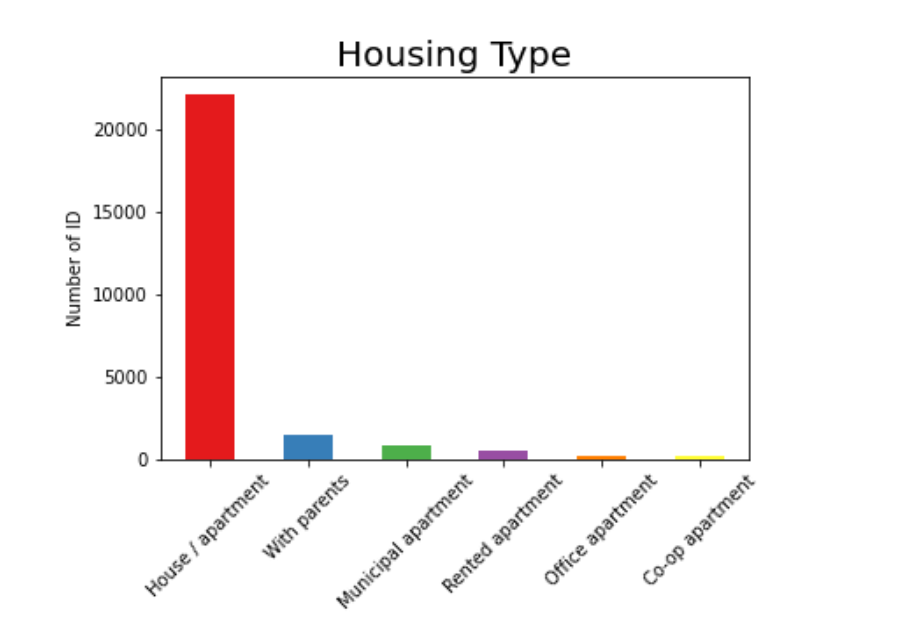 Housing Type
Number of ID
20000
15000
10000
5000
0
House / apartment
With parents
Municipal apartment
Rented apartment
Office apartment
Co-op apartment